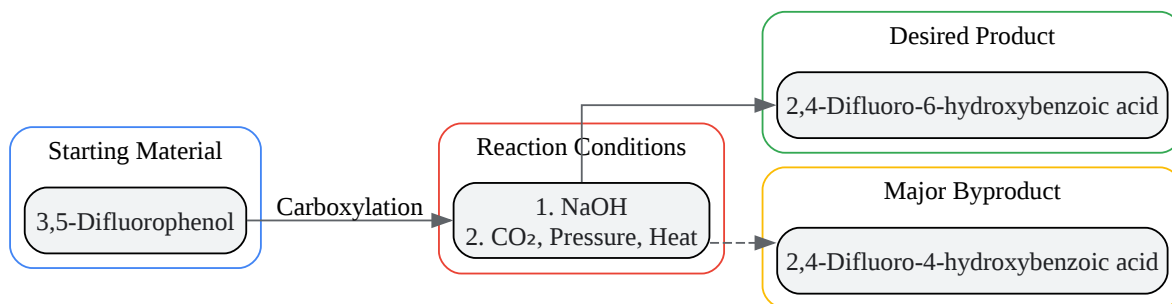 Starting Material
3,5-Difluorophenol
Carboxylation
Reaction Conditions
1. NaOH
2. CO₂, Pressure, Heat
Desired Product
2,4-Difluoro-6-hydroxybenzoic acid
Major Byproduct
2,4-Difluoro-4-hydroxybenzoic acid